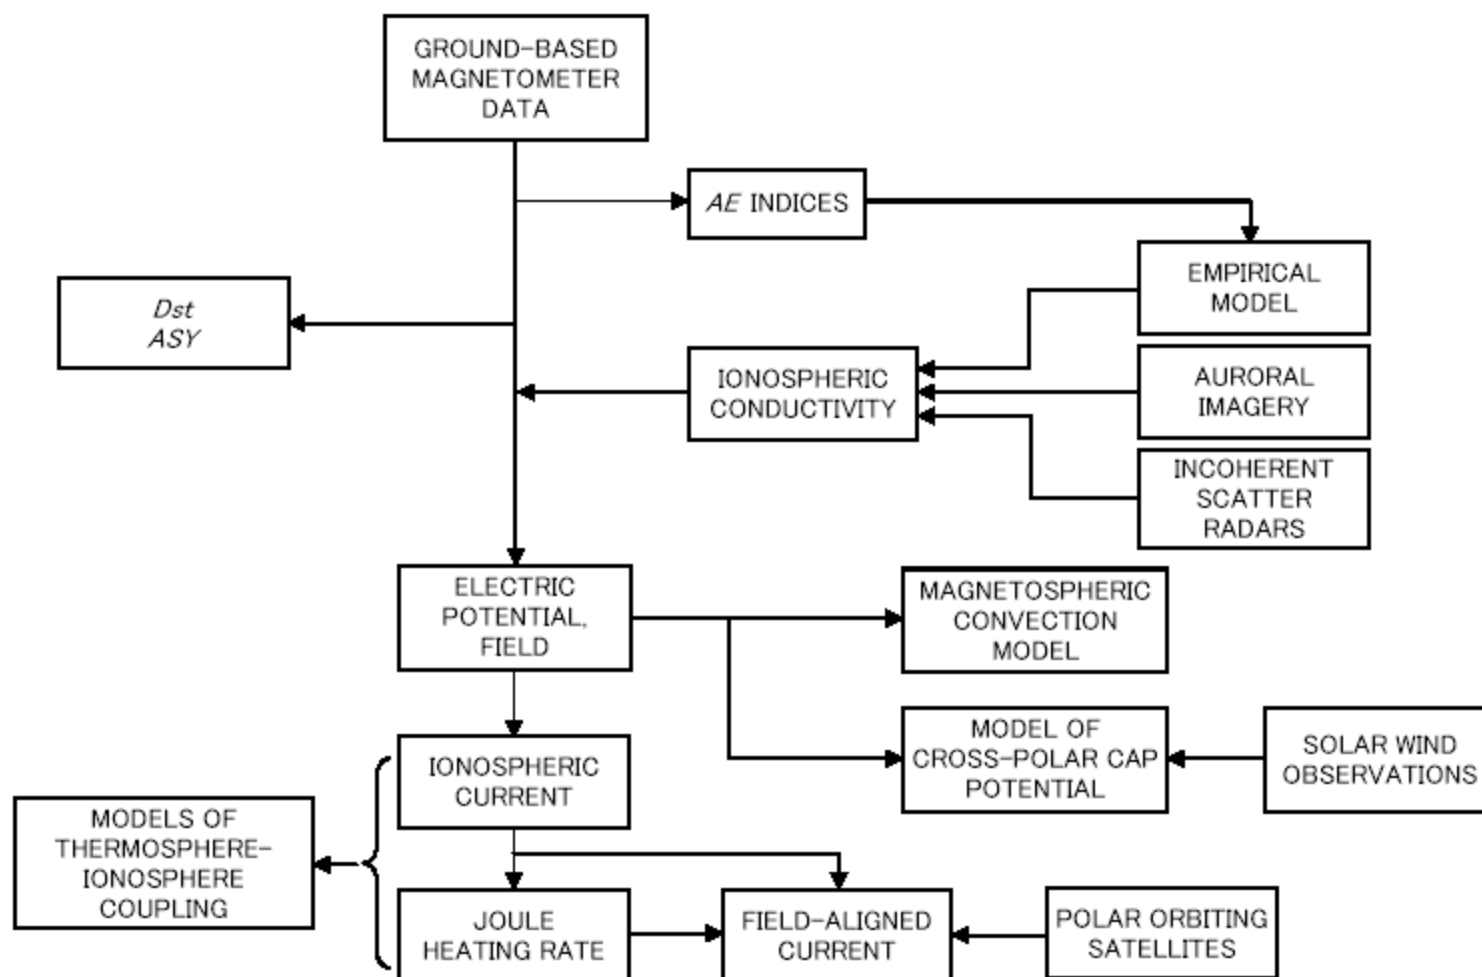 GROUND-BASED
MAGNETOMETER
DATA
AE INDICES
EMPIRICAL
MODEL
Dst
ASY
IONOSPHERIC
CONDUCTIVITY
AURORAL
IMAGERY
INCOHERENT
SCATTER
RADARS
ELECTRIC
POTENTIAL,
FIELD
MAGNETOSPHERIC
CONVECTION
MODEL
MODEL OF
CROSS-POLAR CAP
POTENTIAL
SOLAR WIND
OBSERVATIONS
IONOSPHERIC
CURRENT
MODELS OF
THERMOSPHERE-
IONOSPHERE
COUPLING
JOULE
HEATING RATE
FIELD-ALIGNED
CURRENT
POLAR ORBITING
SATELLITES